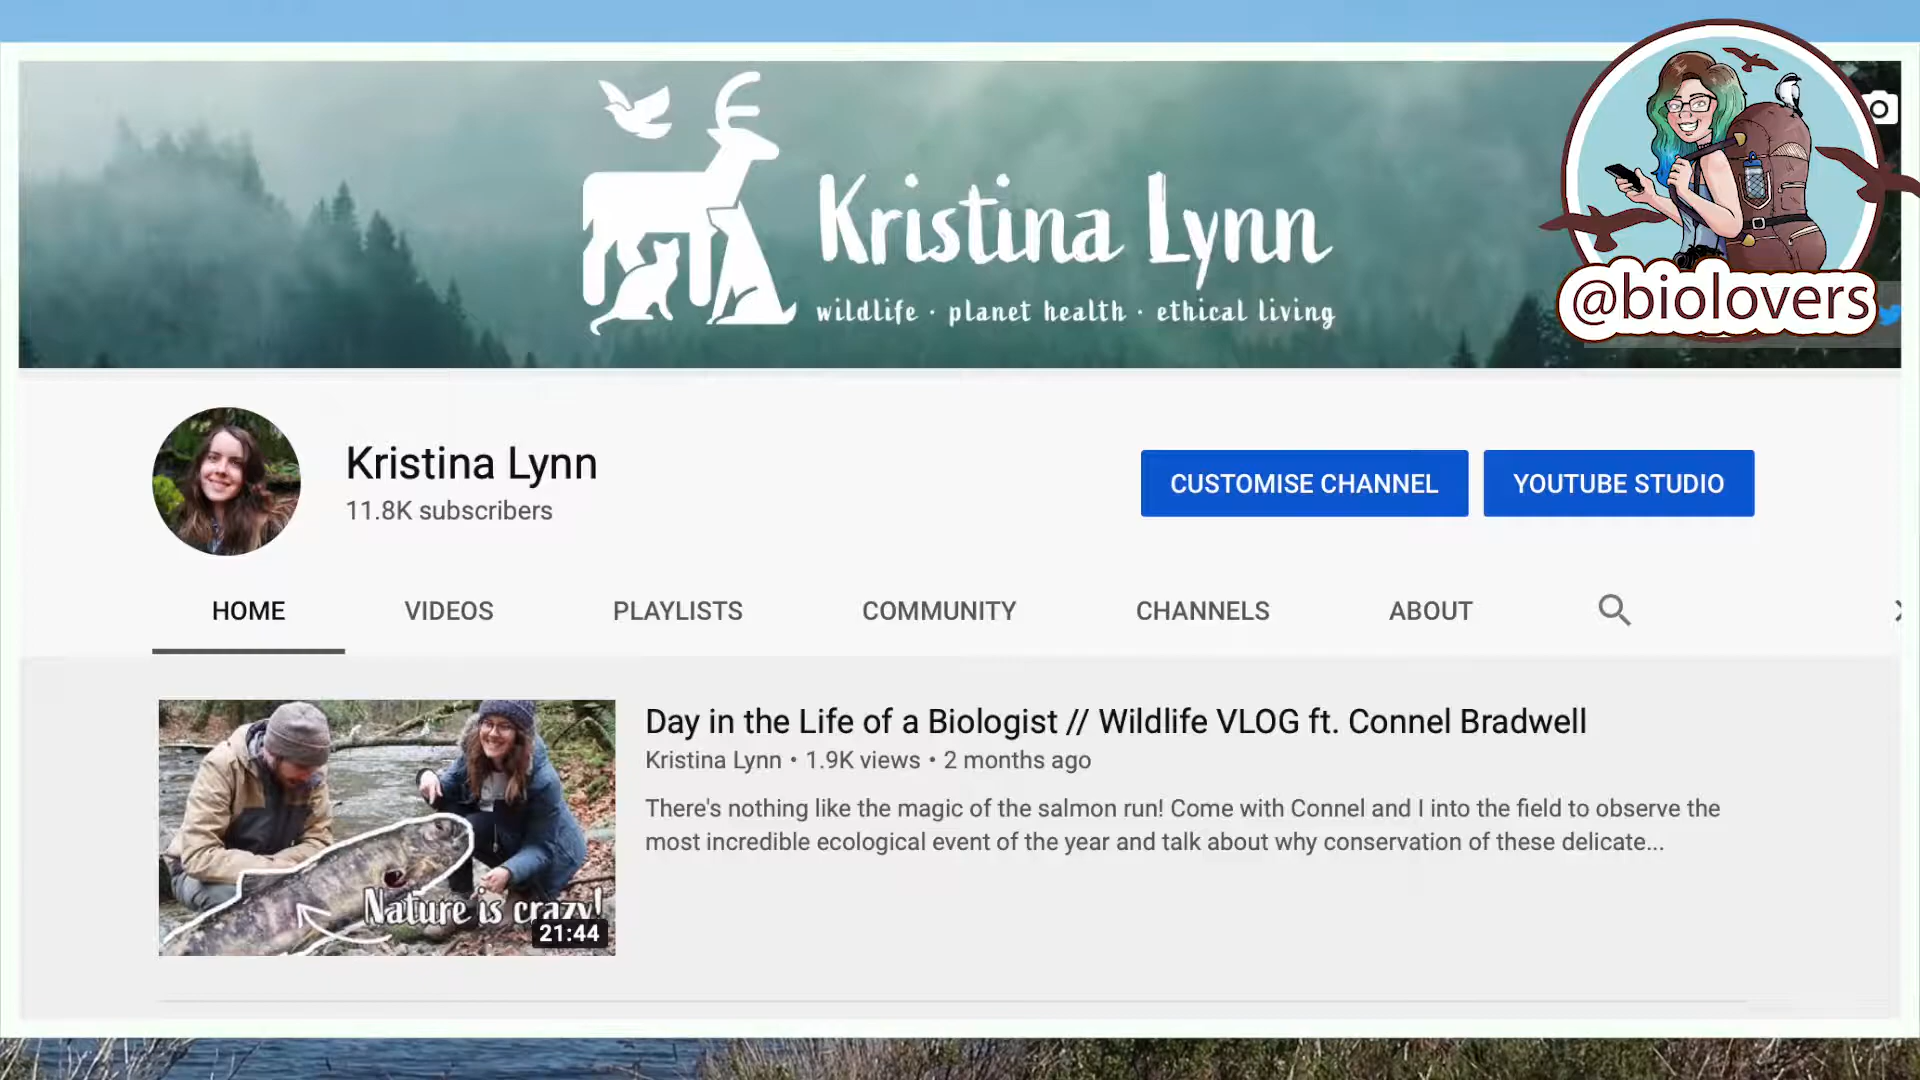 Kristina Lynn
wildlife · planet health · ethical living
@biolovers
Kristina Lynn
11.8K subscribers
CUSTOMISE CHANNEL
YOUTUBE STUDIO
HOME
VIDEOS
PLAYLISTS
COMMUNITY
CHANNELS
ABOUT
Day in the Life of a Biologist // Wildlife VLOG ft. Connel Bradwell
Kristina Lynn • 1.9K views • 2 months ago
There's nothing like the magic of the salmon run! Come with Connel and I into the field to observe the
most incredible ecological event of the year and talk about why conservation of these delicate...
Nature is crazy!
21:44